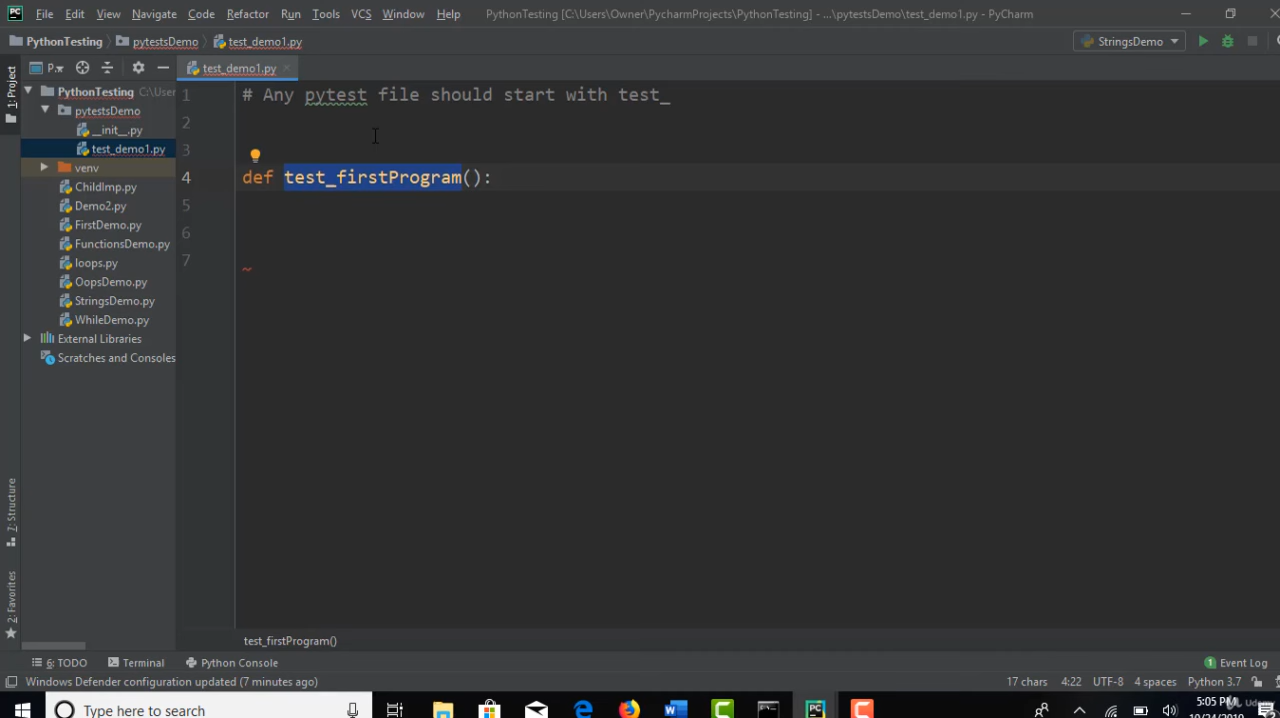 PC File Edit View Navigate Code Refactor Run Tools VCS Window Help PythonTesting [C:\Users\Owner\PycharmProjects\PythonTesting] - ...\pytestsDemo\test_demo1.py - PyCharm
PythonTesting pytestsDemo test_demo1.py StringsDemo
1: Project
P.. test_demo1.py
PythonTesting C:\User
pytestsDemo
__init__.py
test_demo1.py
venv
ChildImp.py
Demo2.py
FirstDemo.py
FunctionsDemo.py
loops.py
OopsDemo.py
StringsDemo.py
WhileDemo.py
External Libraries
Scratches and Consoles
1 # Any pytest file should start with test_
2
3
4 def test_firstProgram():
5
6
7
Z: Structure
2: Favorites
test_firstProgram()
6: TODO Terminal Python Console 1 Event Log
Windows Defender configuration updated (7 minutes ago) 17 chars 4:22 UTF-8 4 spaces Python 3.7
Type here to search 5:05 PM